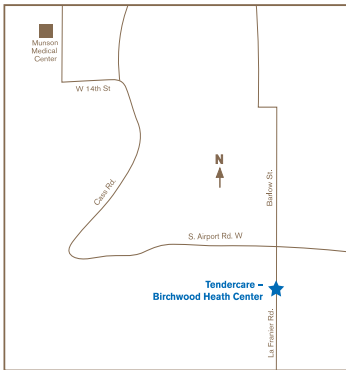 Munson
Medical
Center
W 14th St
Cass Rd.
N
Barlow St.
S. Airport Rd. W
Tendercare –
Birchwood Heath Center
La Franier Rd.